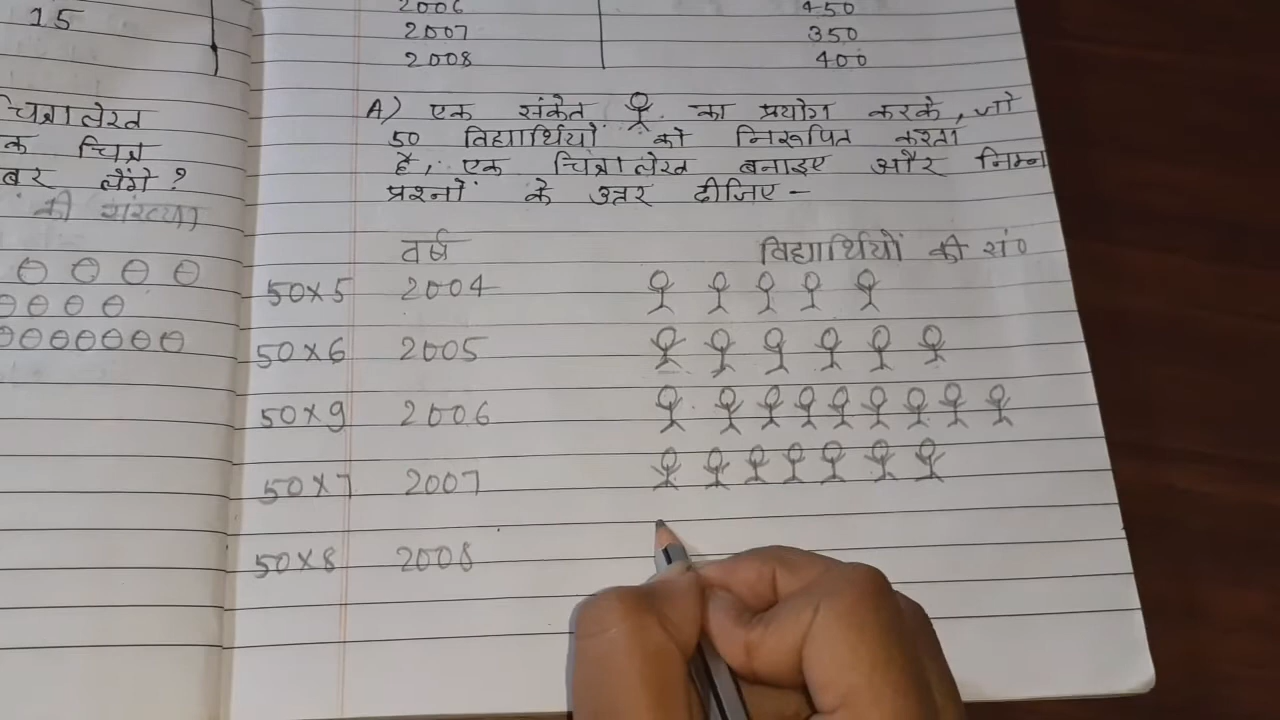 15
चित्रालेख
क चित्र
बर लेंगे ?
की संख्या
2006 450
2007 350
2008 400
A) एक संकेत का प्रयोग करके, जो
50 विद्यार्थियों को निरूपित करता
है, एक चित्रालेख बनाइए और निम्न
प्रश्नों के उत्तर दीजिए –
वर्ष विद्यार्थियों की सं०
50×5 2004
50×6 2005
50×9 2006
50×7 2007
50×8 2008